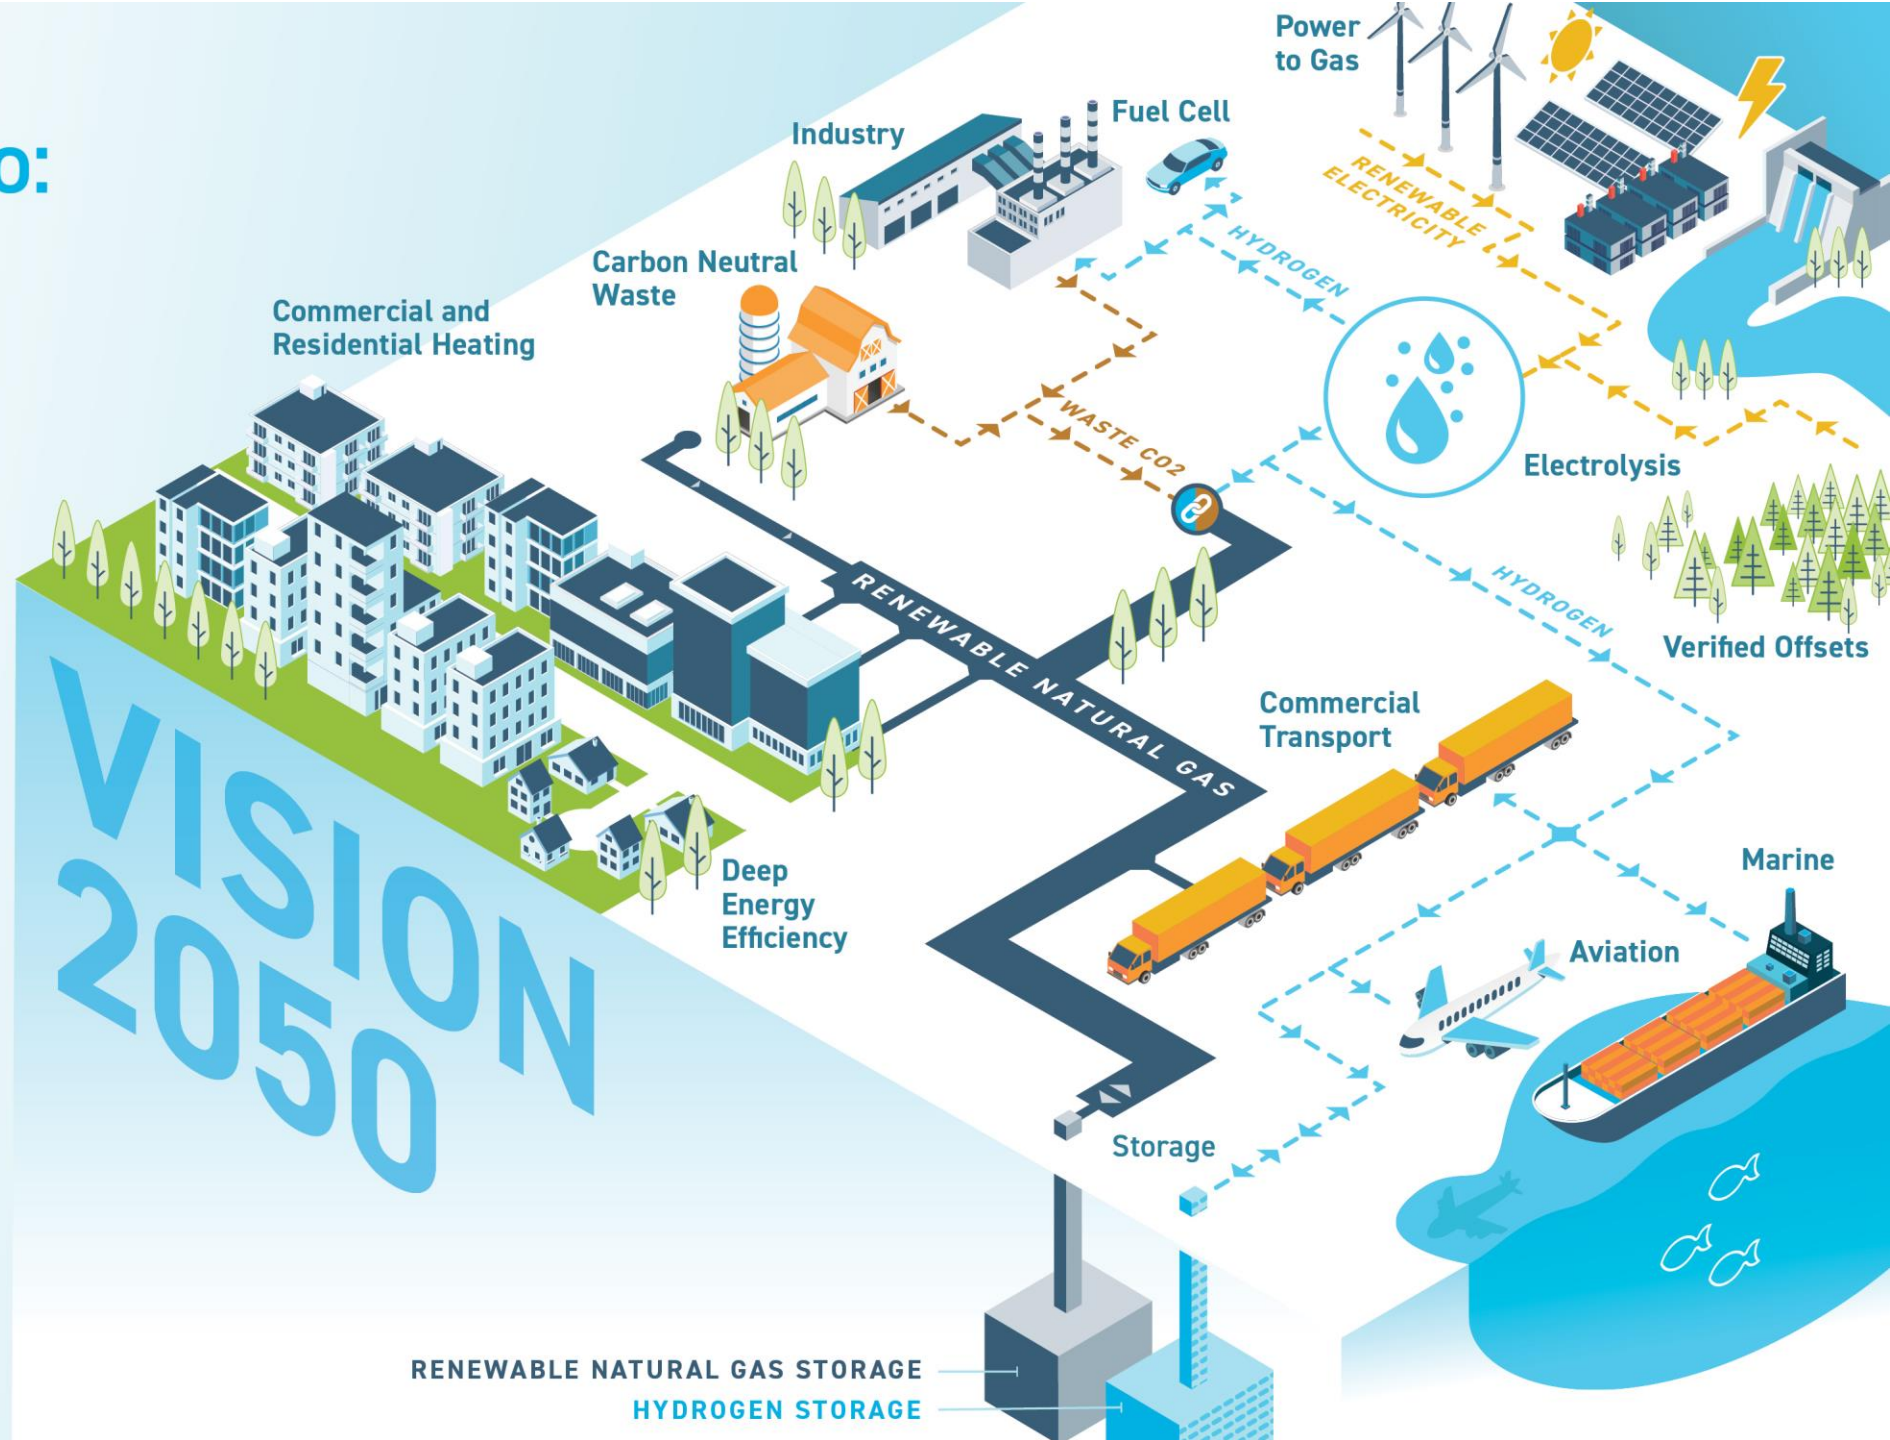 o:
Power
to Gas
Fuel Cell
Industry
RENEWABLE
ELECTRICITY
HYDROGEN
Carbon Neutral
Waste
Commercial and
Residential Heating
WASTE CO2
Electrolysis
HYDROGEN
Verified Offsets
RENEWABLE NATURAL GAS
Commercial
Transport
Marine
Deep
Energy
Efficiency
Aviation
VISION
2050
Storage
RENEWABLE NATURAL GAS STORAGE
HYDROGEN STORAGE